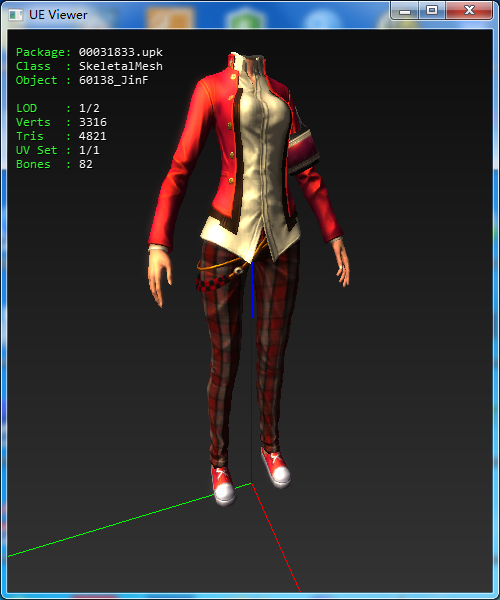 UE Viewer
Package: 00031833.upk
Class  : SkeletalMesh
Object : 60138_JinF
LOD    : 1/2
Verts  : 3316
Tris   : 4821
UV Set : 1/1
Bones  : 82